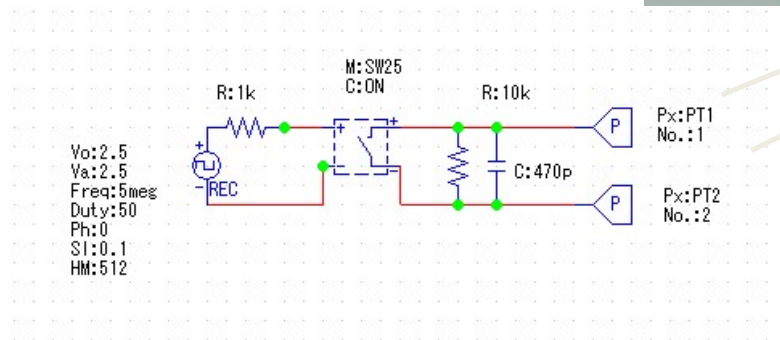 M:SW25
C:ON
R:1k
R:10k
Px:PT1
No.:1
P
Vo:2.5
Va:2.5
Freq:5meg
Duty:50
Ph:0
SI:0.1
HM:512
+
-
REC
+
-
+
-
C:470p
P
Px:PT2
No.:2